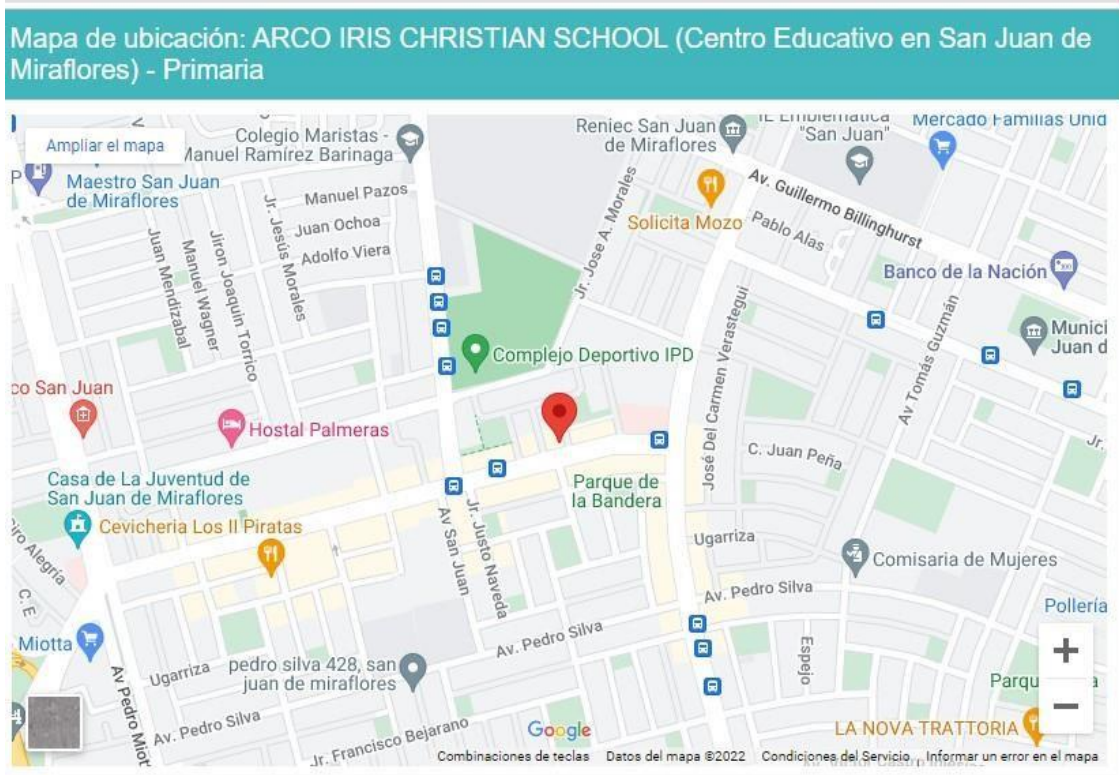 Mapa de ubicación: ARCO IRIS CHRISTIAN SCHOOL (Centro Educativo en San Juan de
Miraflores) - Primaria
Ampliar el mapa
Colegio Maristas -
Manuel Ramírez Barinaga
Reniec San Juan
de Miraflores
IE Emblemática
"San Juan"
Mercado Familias Unid
P
Maestro San Juan
de Miraflores
Manuel Pazos
Juan Ochoa
Adolfo Viera
Jr. Jesús Morales
Jiron Joaquin Torrico
Manuel Wagner
Juan Mendizabal
Jr. Jose A. Morales
Solicita Mozo
Av. Guillermo Billinghurst
Pablo Alas
Banco de la Nación
Munici
Juan d
Av Tomás Guzmán
José Del Carmen Verastegui
Complejo Deportivo IPD
co San Juan
Hostal Palmeras
Jr.
C. Juan Peña
Casa de La Juventud de
San Juan de Miraflores
Parque de
la Bandera
Cevicheria Los II Piratas
Av San Juan
Jr. Justo Naveda
Ugarriza
Comisaria de Mujeres
iro Alegría
C. E
Av. Pedro Silva
Pollería
Miotta
Av. Pedro Silva
Espejo
Ugarriza
pedro silva 428, san
juan de miraflores
Av Pedro Miot
Parqu
a
Av. Pedro Silva
Jr. Francisco Bejarano
Google
LA NOVA TRATTORIA
Combinaciones de teclas
Datos del mapa ©2022
Condiciones del Servicio
Informar un error en el mapa